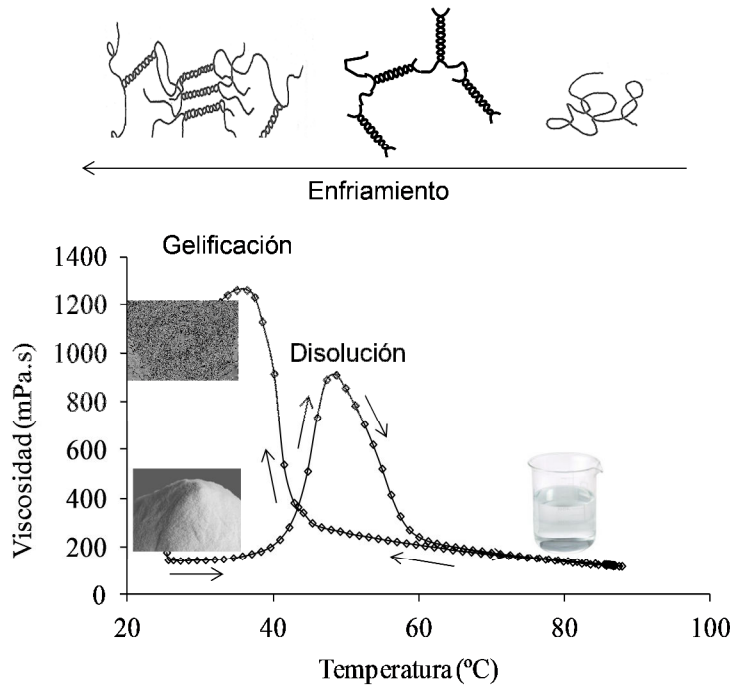 Enfriamiento
Gelificación
Disolución
Viscosidad (mPa.s)
1400
1200
1000
800
600
400
200
0
20 40 60 80 100
Temperatura (ºC)